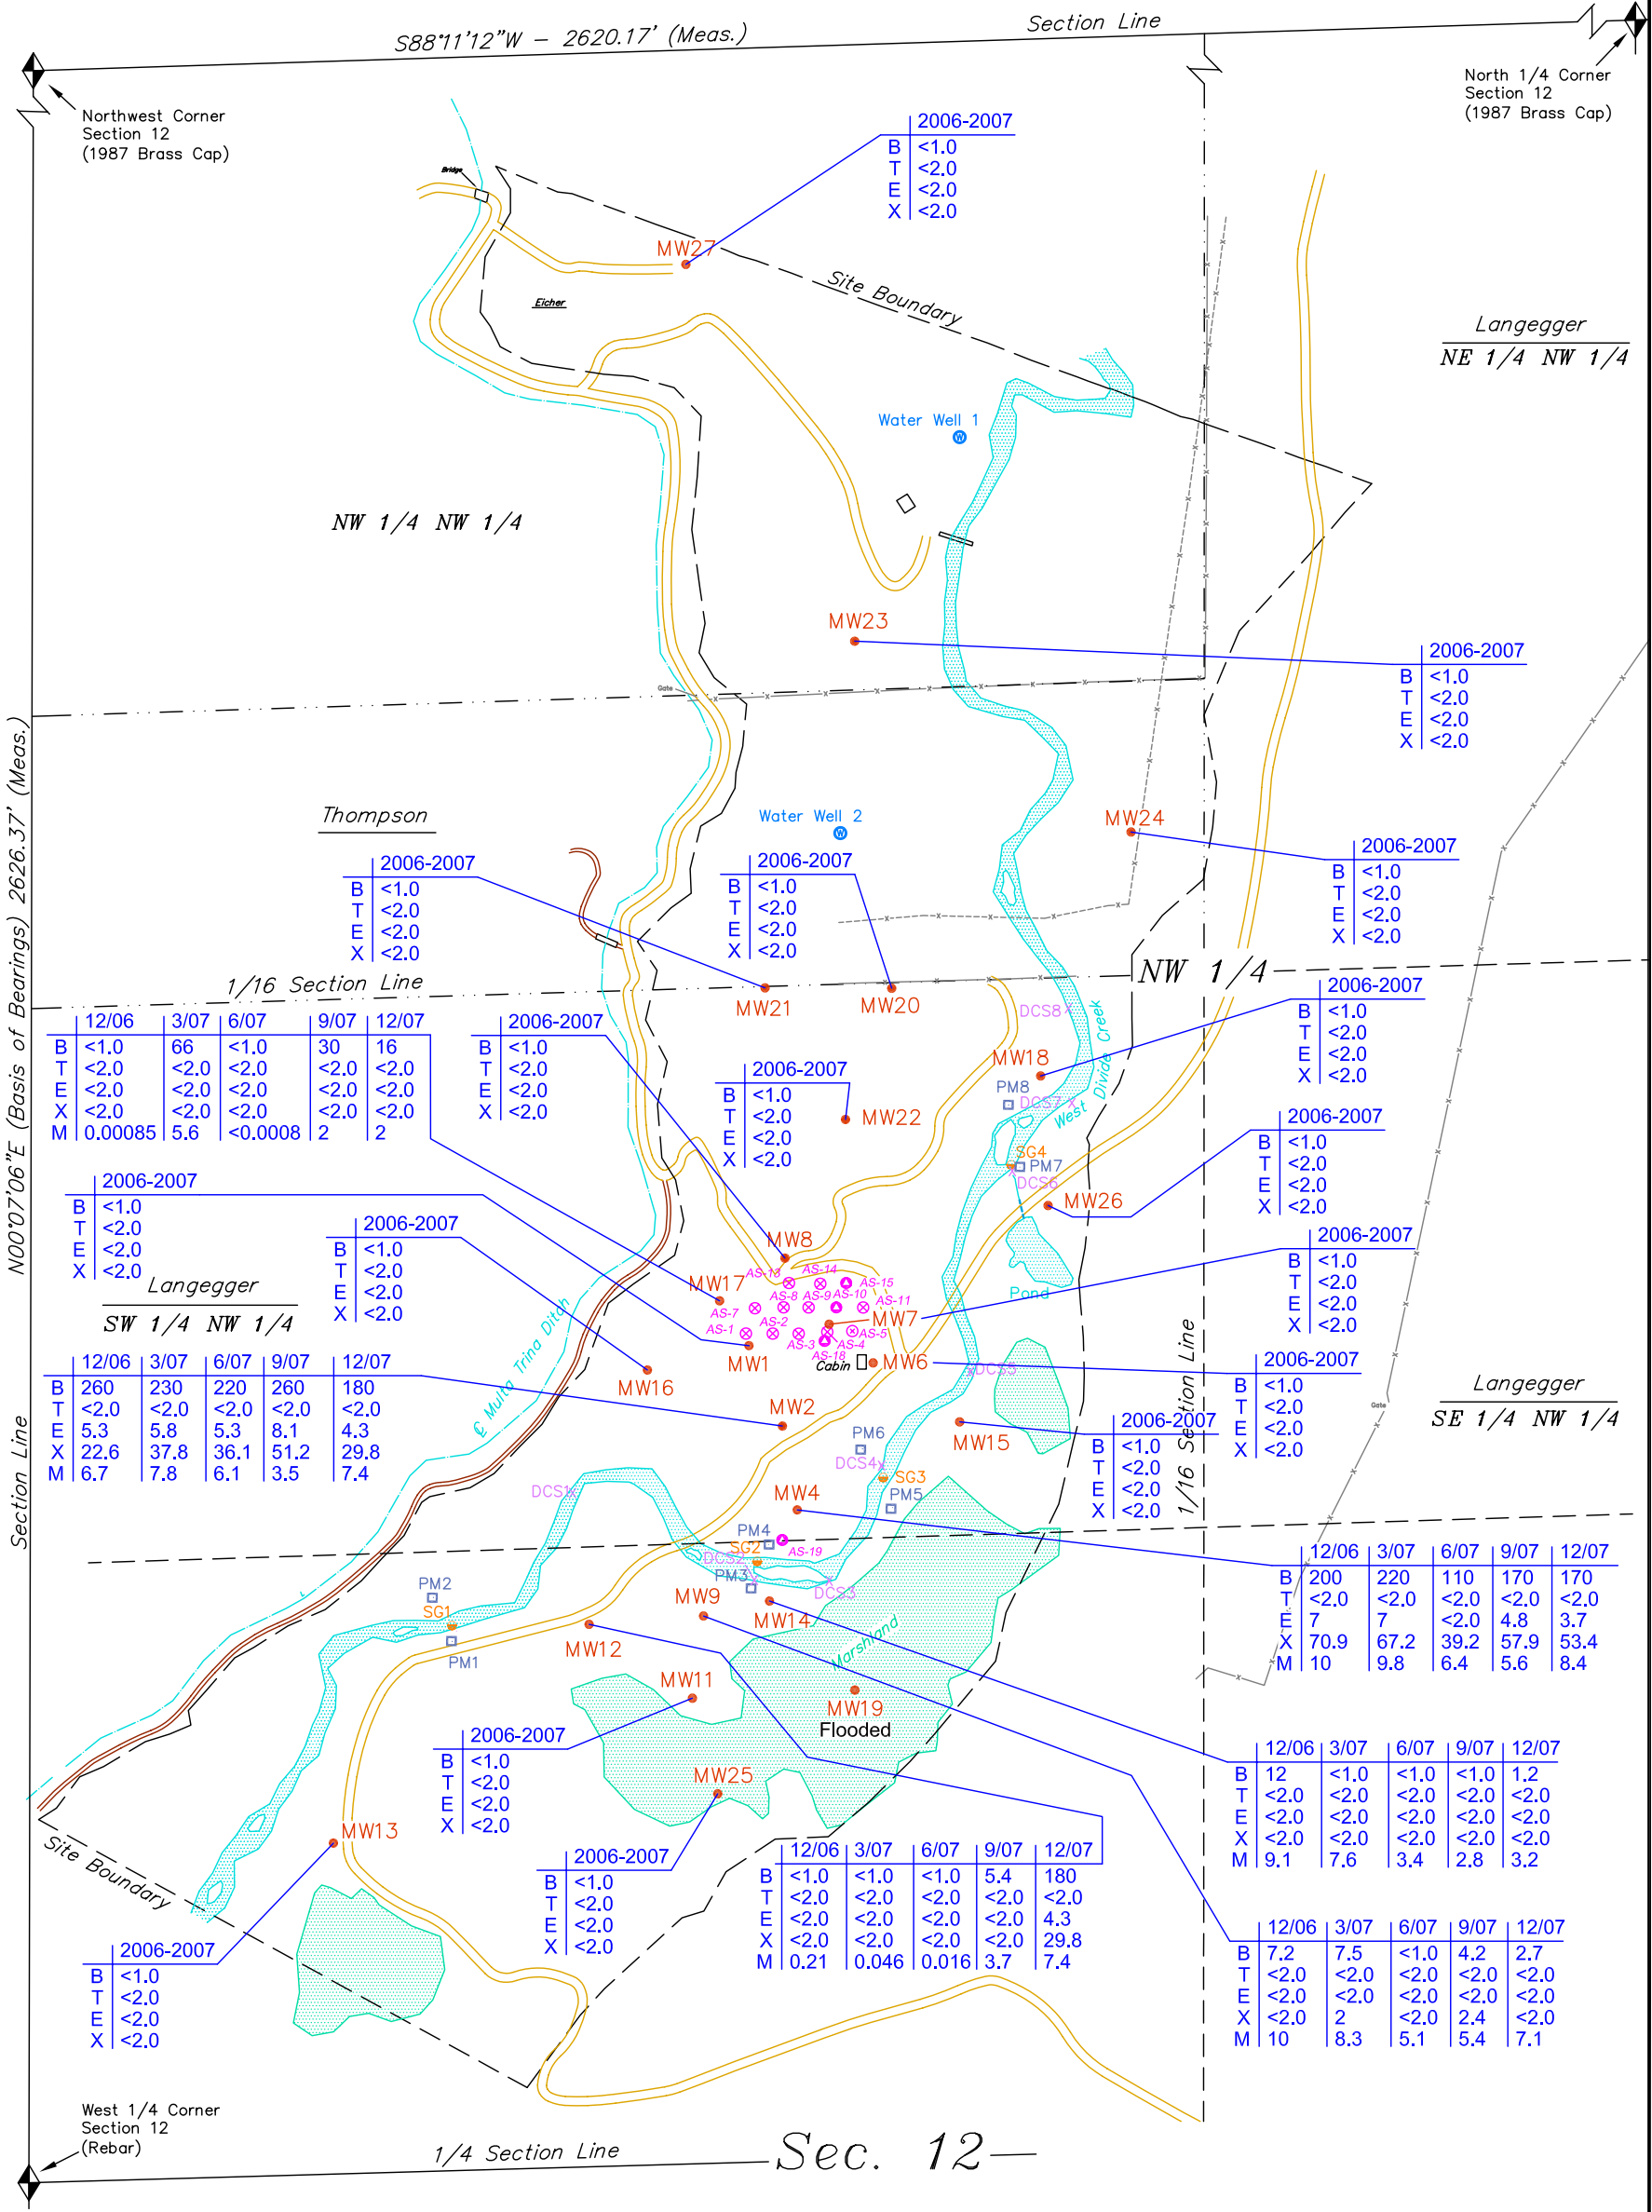 S88°11'12"W – 2620.17' (Meas.)
Section Line
Northwest Corner
Section 12
(1987 Brass Cap)
North 1/4 Corner
Section 12
(1987 Brass Cap)
2006-2007
B <1.0
T <2.0
E <2.0
X <2.0
Bridge
MW27
Eicher
Site Boundary
Langegger
NE 1/4 NW 1/4
Water Well 1
NW 1/4 NW 1/4
MW23
2006-2007
B <1.0
T <2.0
E <2.0
X <2.0
Gate
N00°07'06"E (Basis of Bearings) 2626.37' (Meas.)
Thompson
Water Well 2
MW24
2006-2007
B <1.0
T <2.0
E <2.0
X <2.0
2006-2007
B <1.0
T <2.0
E <2.0
X <2.0
2006-2007
B <1.0
T <2.0
E <2.0
X <2.0
1/16 Section Line
NW 1/4
MW21
MW20
DCS8
12/06 3/07 6/07 9/07 12/07
B <1.0 66 <1.0 30 16
T <2.0 <2.0 <2.0 <2.0 <2.0
E <2.0 <2.0 <2.0 <2.0 <2.0
X <2.0 <2.0 <2.0 <2.0 <2.0
M 0.00085 5.6 <0.0008 2 2
2006-2007
B <1.0
T <2.0
E <2.0
X <2.0
2006-2007
B <1.0
T <2.0
E <2.0
X <2.0
MW22
MW18
PM8
DCS7
West Divide Creek
2006-2007
B <1.0
T <2.0
E <2.0
X <2.0
SG4
PM7
DCS6
MW26
2006-2007
B <1.0
T <2.0
E <2.0
X <2.0
2006-2007
B <1.0
T <2.0
E <2.0
X <2.0
2006-2007
B <1.0
T <2.0
E <2.0
X <2.0
MW8
2006-2007
B <1.0
T <2.0
E <2.0
X <2.0
Pond
Langegger
SW 1/4 NW 1/4
MW17
AS-13
AS-14
AS-15
AS-7
AS-8
AS-9
AS-10
AS-11
MW7
AS-1
AS-2
AS-3
AS-4
AS-5
AS-18
MW1
Cabin
MW6
DCS5
MW16
℄ Multa Trina Ditch
1/16 Section Line
2006-2007
B <1.0
T <2.0
E <2.0
X <2.0
Langegger
SE 1/4 NW 1/4
Gate
12/06 3/07 6/07 9/07 12/07
B 260 230 220 260 180
T <2.0 <2.0 <2.0 <2.0 <2.0
E 5.3 5.8 5.3 8.1 4.3
X 22.6 37.8 36.1 51.2 29.8
M 6.7 7.8 6.1 3.5 7.4
MW2
MW15
2006-2007
B <1.0
T <2.0
E <2.0
X <2.0
PM6
DCS4
SG3
PM5
DCS1
MW4
Section Line
PM4
AS-19
SG2
DCS2
PM3
DCS3
12/06 3/07 6/07 9/07 12/07
B 200 220 110 170 170
T <2.0 <2.0 <2.0 <2.0 <2.0
E 7 7 <2.0 4.8 3.7
X 70.9 67.2 39.2 57.9 53.4
M 10 9.8 6.4 5.6 8.4
PM2
SG1
PM1
MW12
MW9
MW14
Marshland
MW11
MW19
Flooded
2006-2007
B <1.0
T <2.0
E <2.0
X <2.0
MW25
12/06 3/07 6/07 9/07 12/07
B 12 <1.0 <1.0 <1.0 1.2
T <2.0 <2.0 <2.0 <2.0 <2.0
E <2.0 <2.0 <2.0 <2.0 <2.0
X <2.0 <2.0 <2.0 <2.0 <2.0
M 9.1 7.6 3.4 2.8 3.2
MW13
Site Boundary
2006-2007
B <1.0
T <2.0
E <2.0
X <2.0
12/06 3/07 6/07 9/07 12/07
B <1.0 <1.0 <1.0 5.4 180
T <2.0 <2.0 <2.0 <2.0 <2.0
E <2.0 <2.0 <2.0 <2.0 4.3
X <2.0 <2.0 <2.0 <2.0 29.8
M 0.21 0.046 0.016 3.7 7.4
12/06 3/07 6/07 9/07 12/07
B 7.2 7.5 <1.0 4.2 2.7
T <2.0 <2.0 <2.0 <2.0 <2.0
E <2.0 <2.0 <2.0 <2.0 <2.0
X <2.0 2 <2.0 2.4 <2.0
M 10 8.3 5.1 5.4 7.1
2006-2007
B <1.0
T <2.0
E <2.0
X <2.0
West 1/4 Corner
Section 12
(Rebar)
1/4 Section Line
Sec. 12